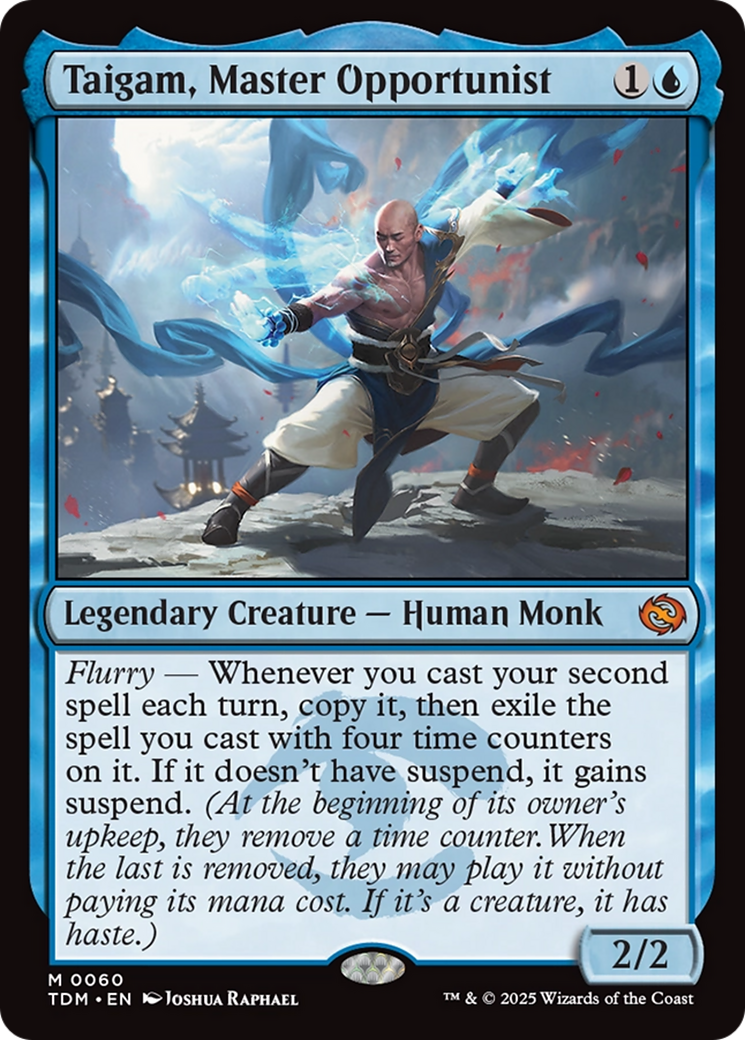 Taigam, Master Opportunist 1
Legendary Creature — Human Monk
Flurry — Whenever you cast your second
spell each turn, copy it, then exile the
spell you cast with four time counters
on it. If it doesn't have suspend, it gains
suspend. (At the beginning of its owner's
upkeep, they remove a time counter. When
the last is removed, they may play it without
paying its mana cost. If it's a creature, it has
haste.)
2/2
M 0060
TDM • EN Joshua Raphael
™ & © 2025 Wizards of the Coast